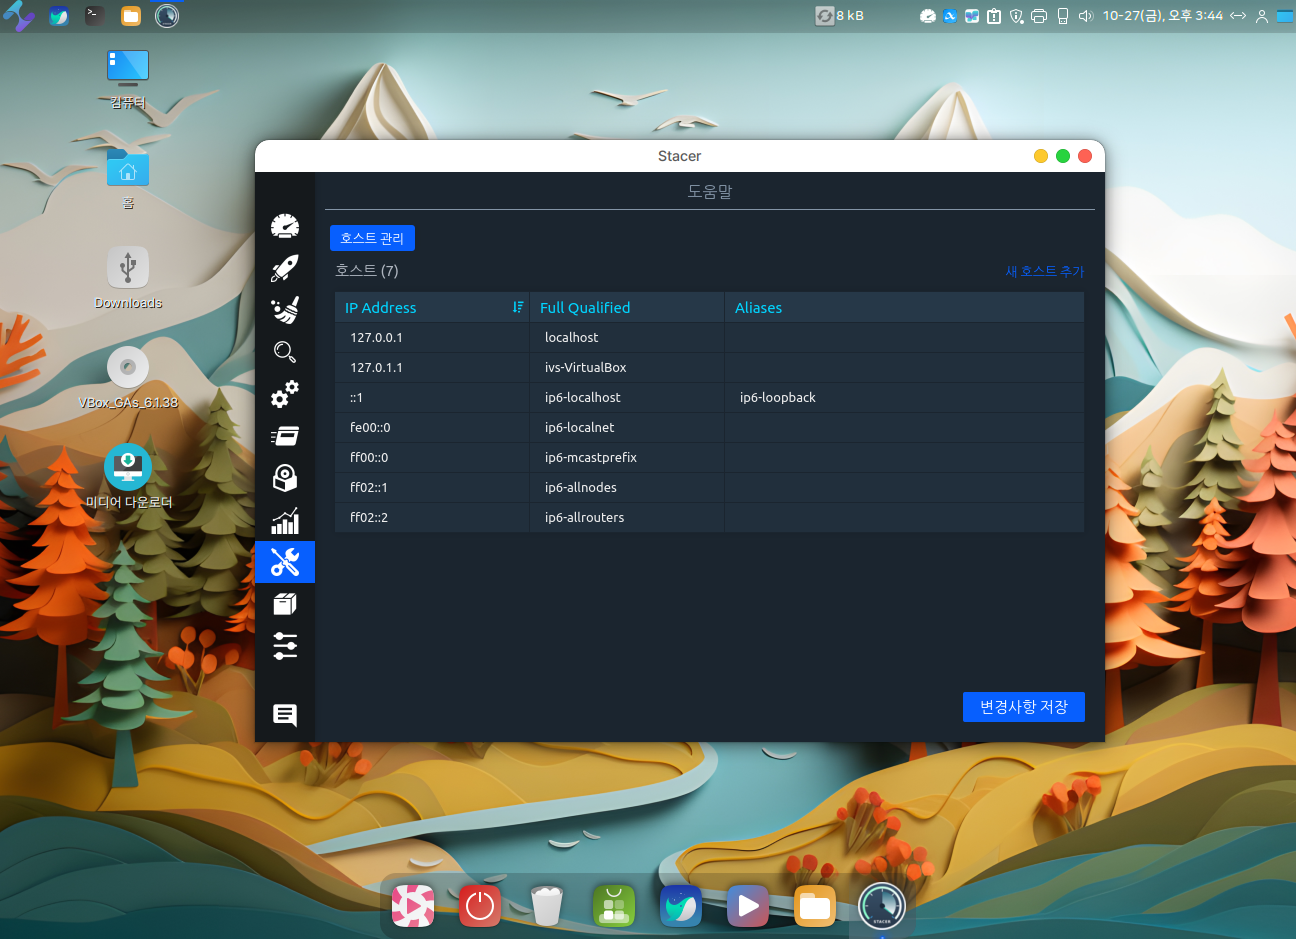 8 kB
10-27(금), 오후 3:44
컴퓨터
홈
Downloads
VBox_GAs_6.1.38
미디어 다운로더
Stacer
도움말
호스트 관리
호스트 (7)
새 호스트 추가
IP Address Full Qualified Aliases
127.0.0.1 localhost
127.0.1.1 ivs-VirtualBox
::1 ip6-localhost ip6-loopback
fe00::0 ip6-localnet
ff00::0 ip6-mcastprefix
ff02::1 ip6-allnodes
ff02::2 ip6-allrouters
변경사항 저장
STACER